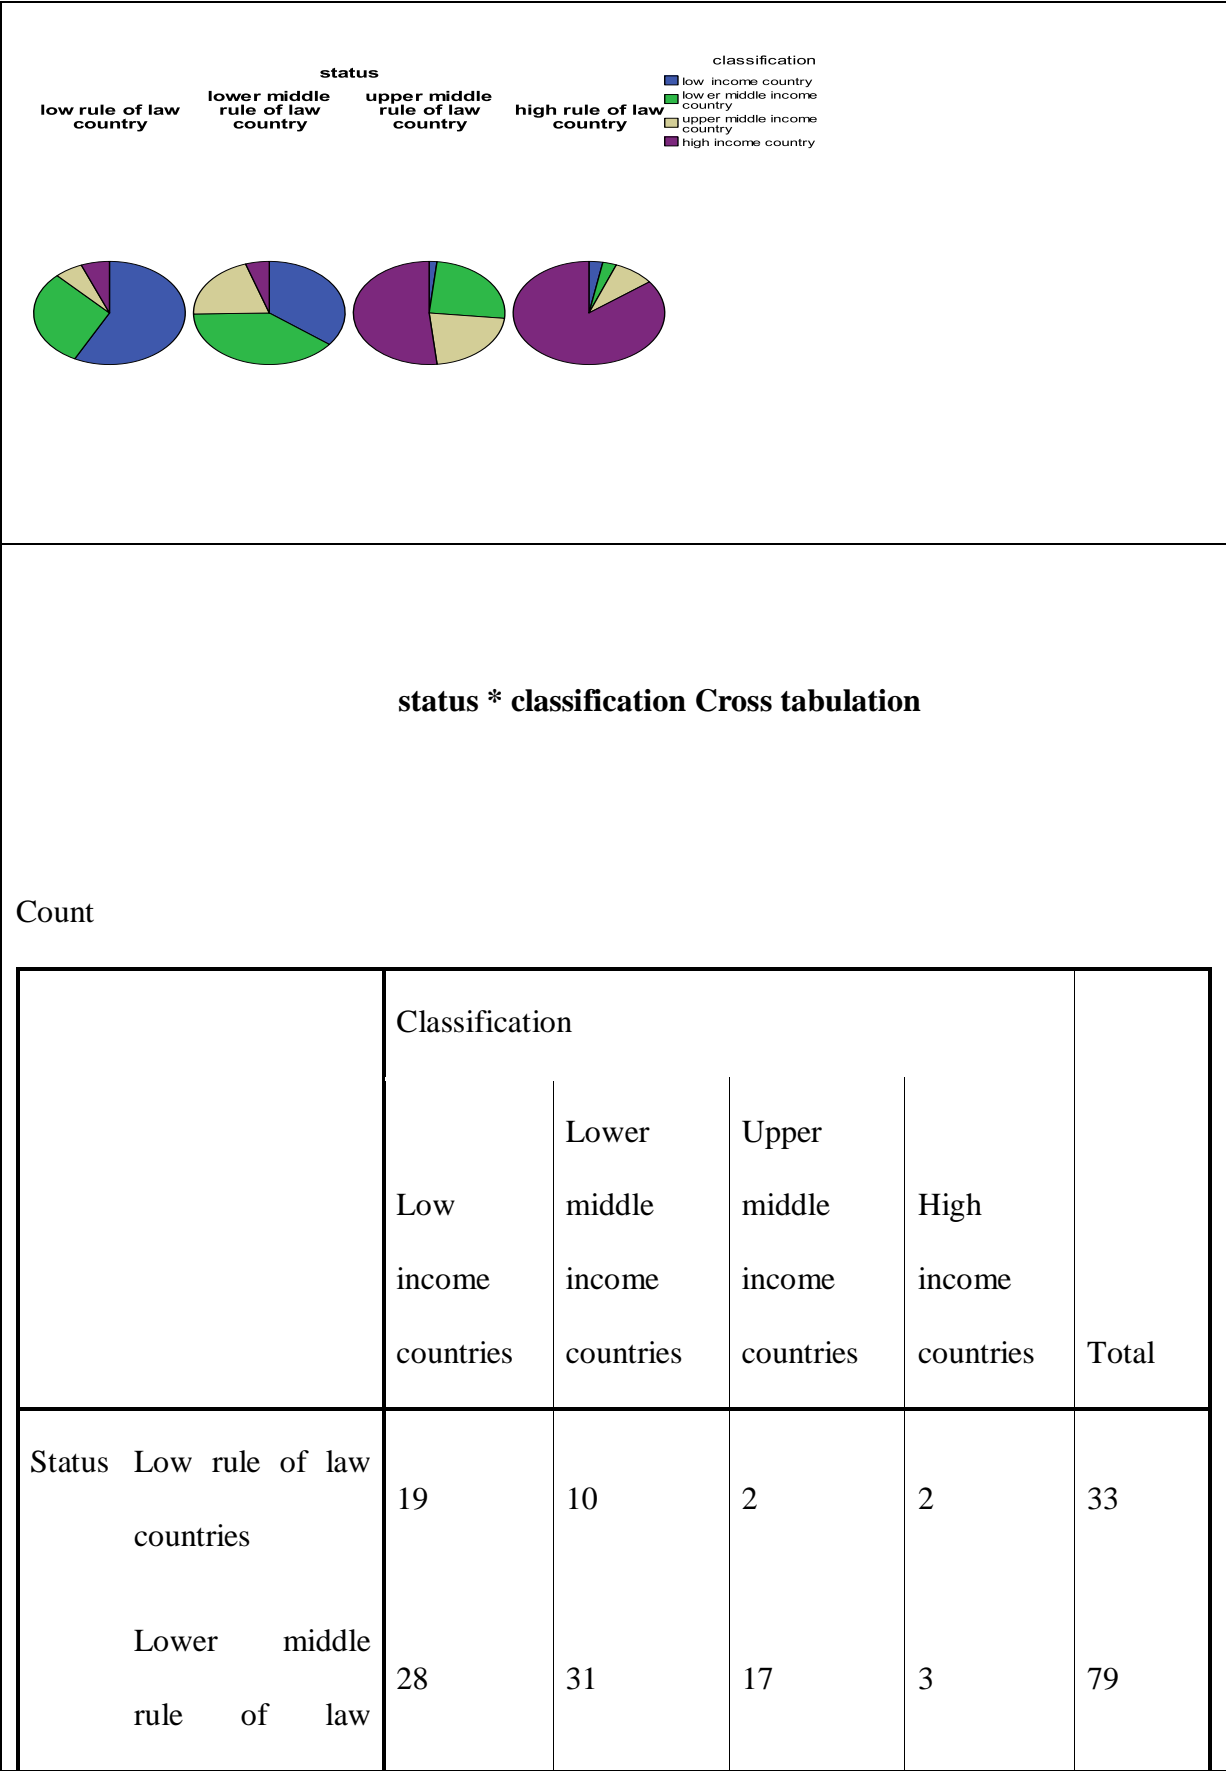 status
low rule of law
country
lower middle
rule of law
country
upper middle
rule of law
country
high rule of law
country
classification
low income country
low er middle income
country
upper middle income
country
high income country
status * classification Cross tabulation
Count
Classification
Low
income
countries
Lower
middle
income
countries
Upper
middle
income
countries
High
income
countries
Total
Status Low rule of law
countries
19 10 2 2 33
Lower middle
rule of law
28 31 17 3 79